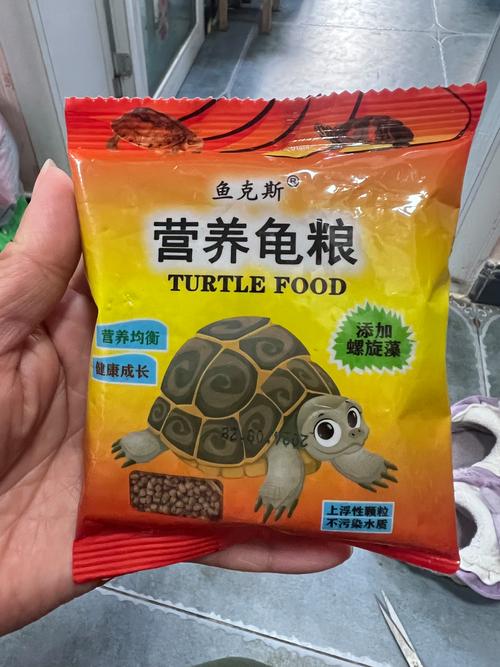 鱼克斯®
营养龟粮
TURTLE FOOD
添加
螺旋藻
营养均衡
健康成长
上浮性颗粒
不污染水质